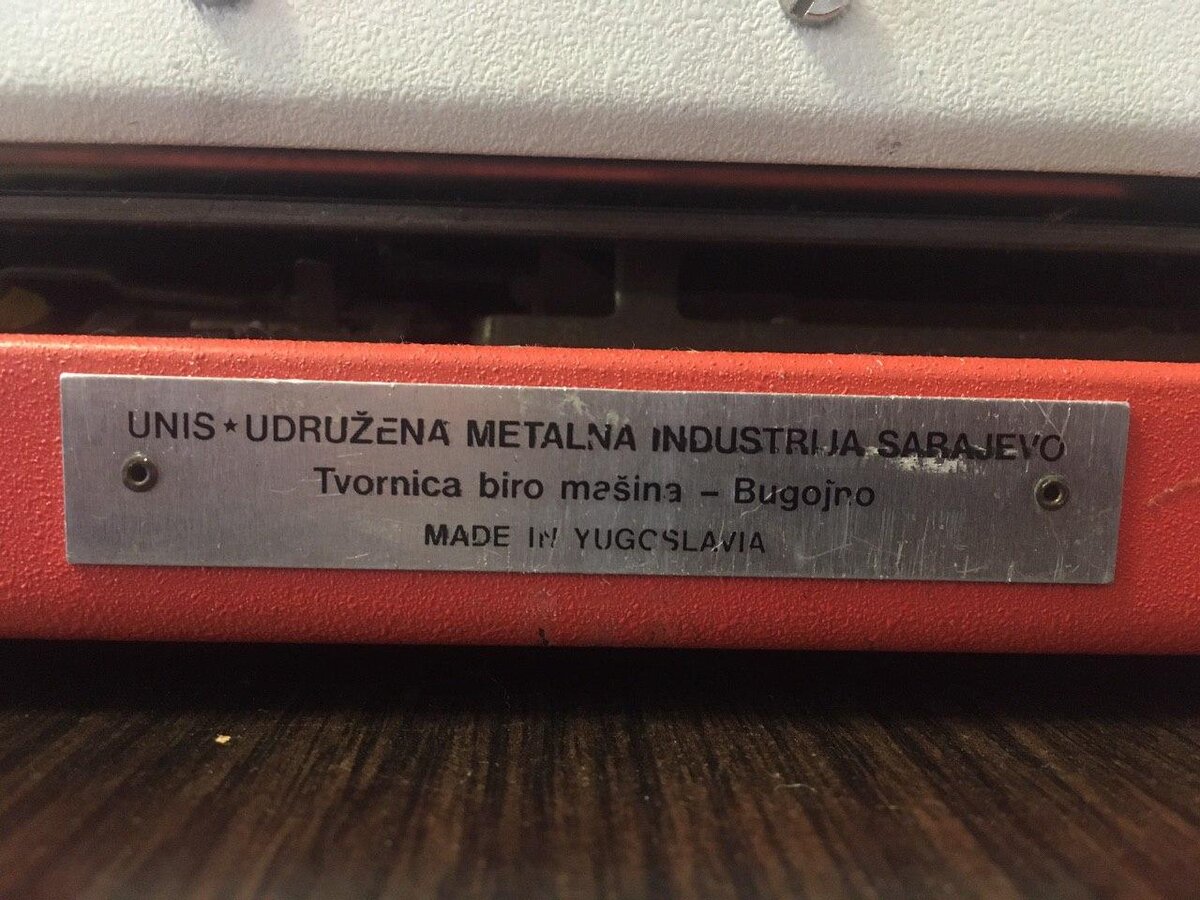 UNIS★UDRUŽENA METALNA INDUSTRIJA SARAJEVO
Tvornica biro mašina – Bugojno
MADE IN YUGOSLAVIA